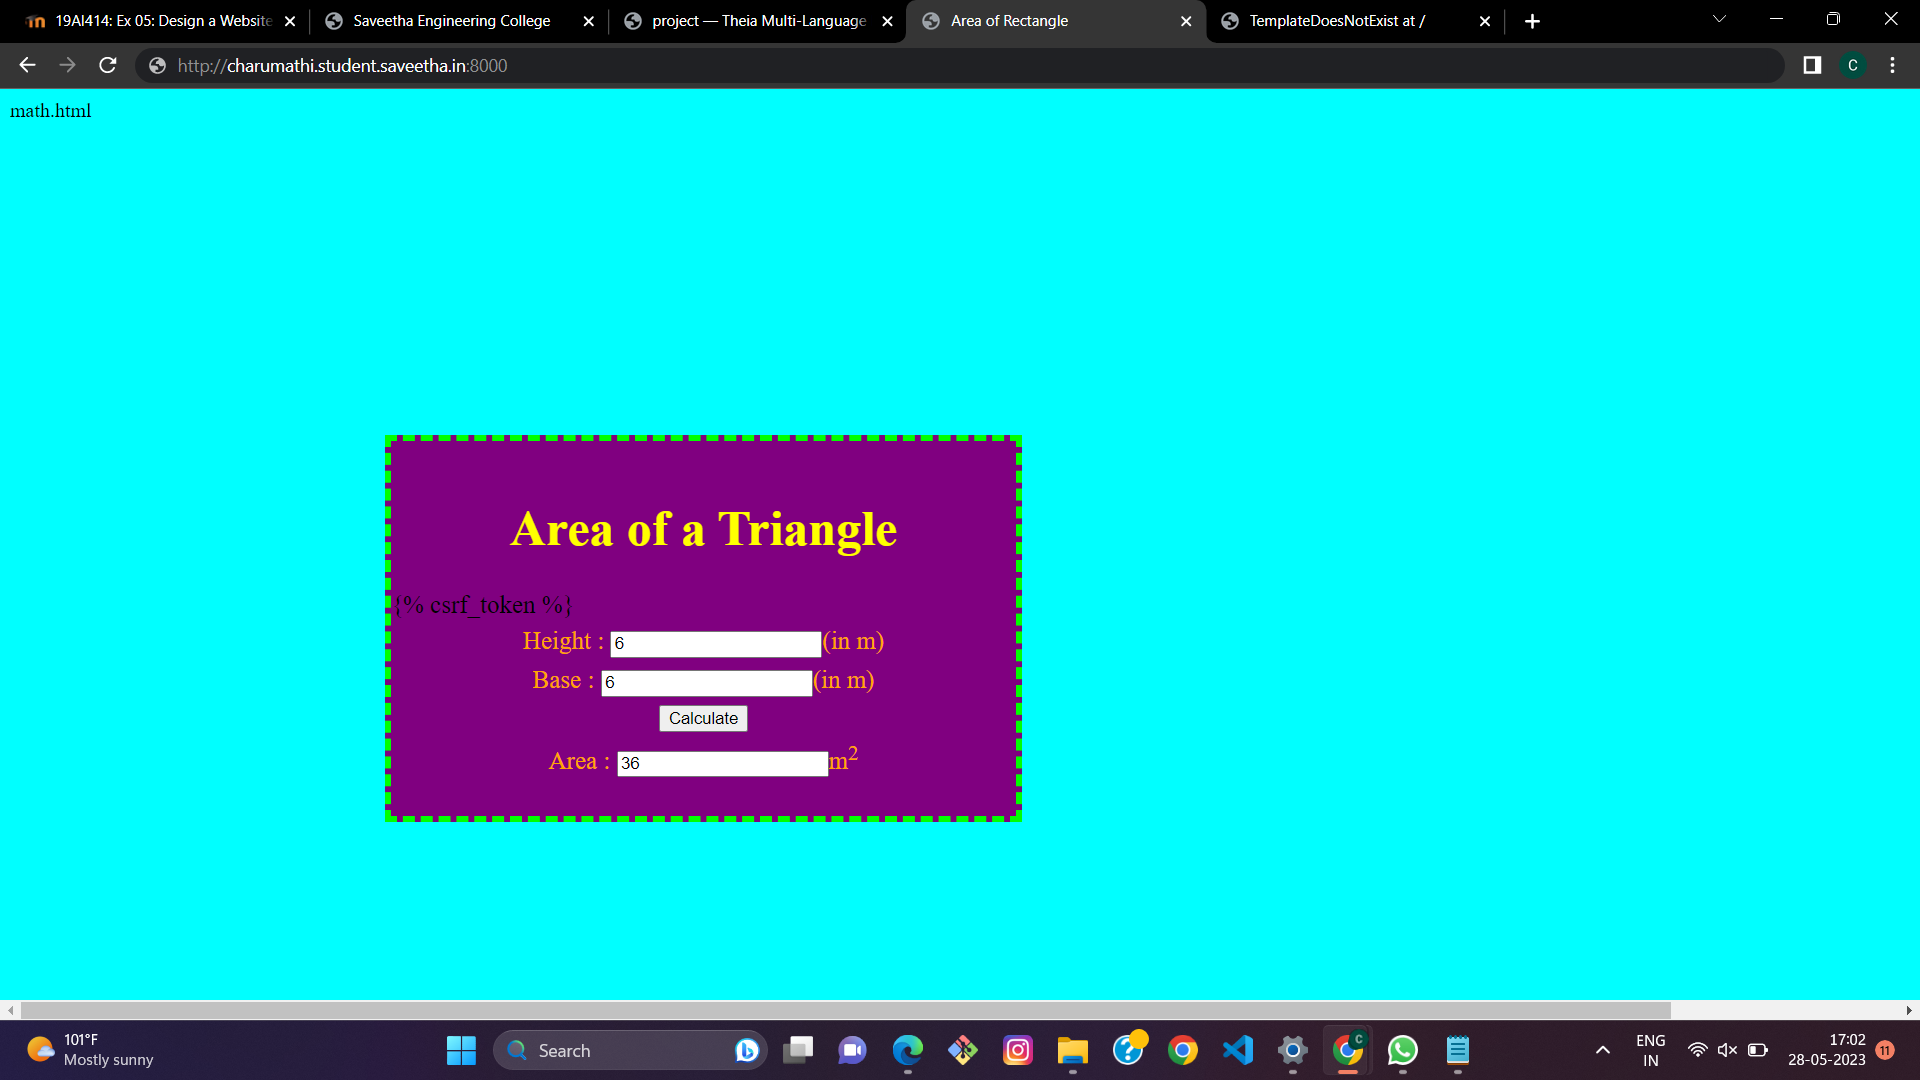 19AI414: Ex 05: Design a Website
Saveetha Engineering College
project — Theia Multi-Language
Area of Rectangle
TemplateDoesNotExist at /
http://charumathi.student.saveetha.in:8000
C
math.html
Area of a Triangle
{% csrf_token %}
Height : 6 (in m)
Base : 6 (in m)
Calculate
Area : 36 m²
101°F
Mostly sunny
Search
C
ENG
IN
17:02
28-05-2023
11